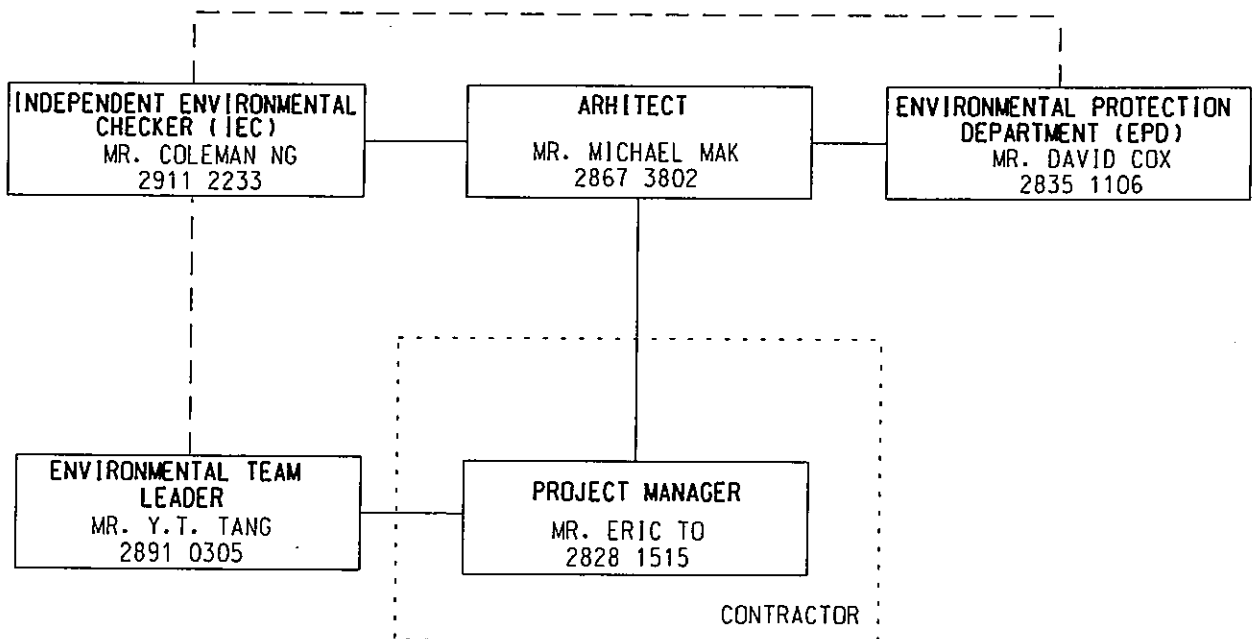 INDEPENDENT ENVIRONMENTAL
CHECKER (IEC)
MR. COLEMAN NG
2911 2233
ARHITECT
MR. MICHAEL MAK
2867 3802
ENVIRONMENTAL PROTECTION
DEPARTMENT (EPD)
MR. DAVID COX
2835 1106
ENVIRONMENTAL TEAM
LEADER
MR. Y.T. TANG
2891 0305
PROJECT MANAGER
MR. ERIC TO
2828 1515
CONTRACTOR